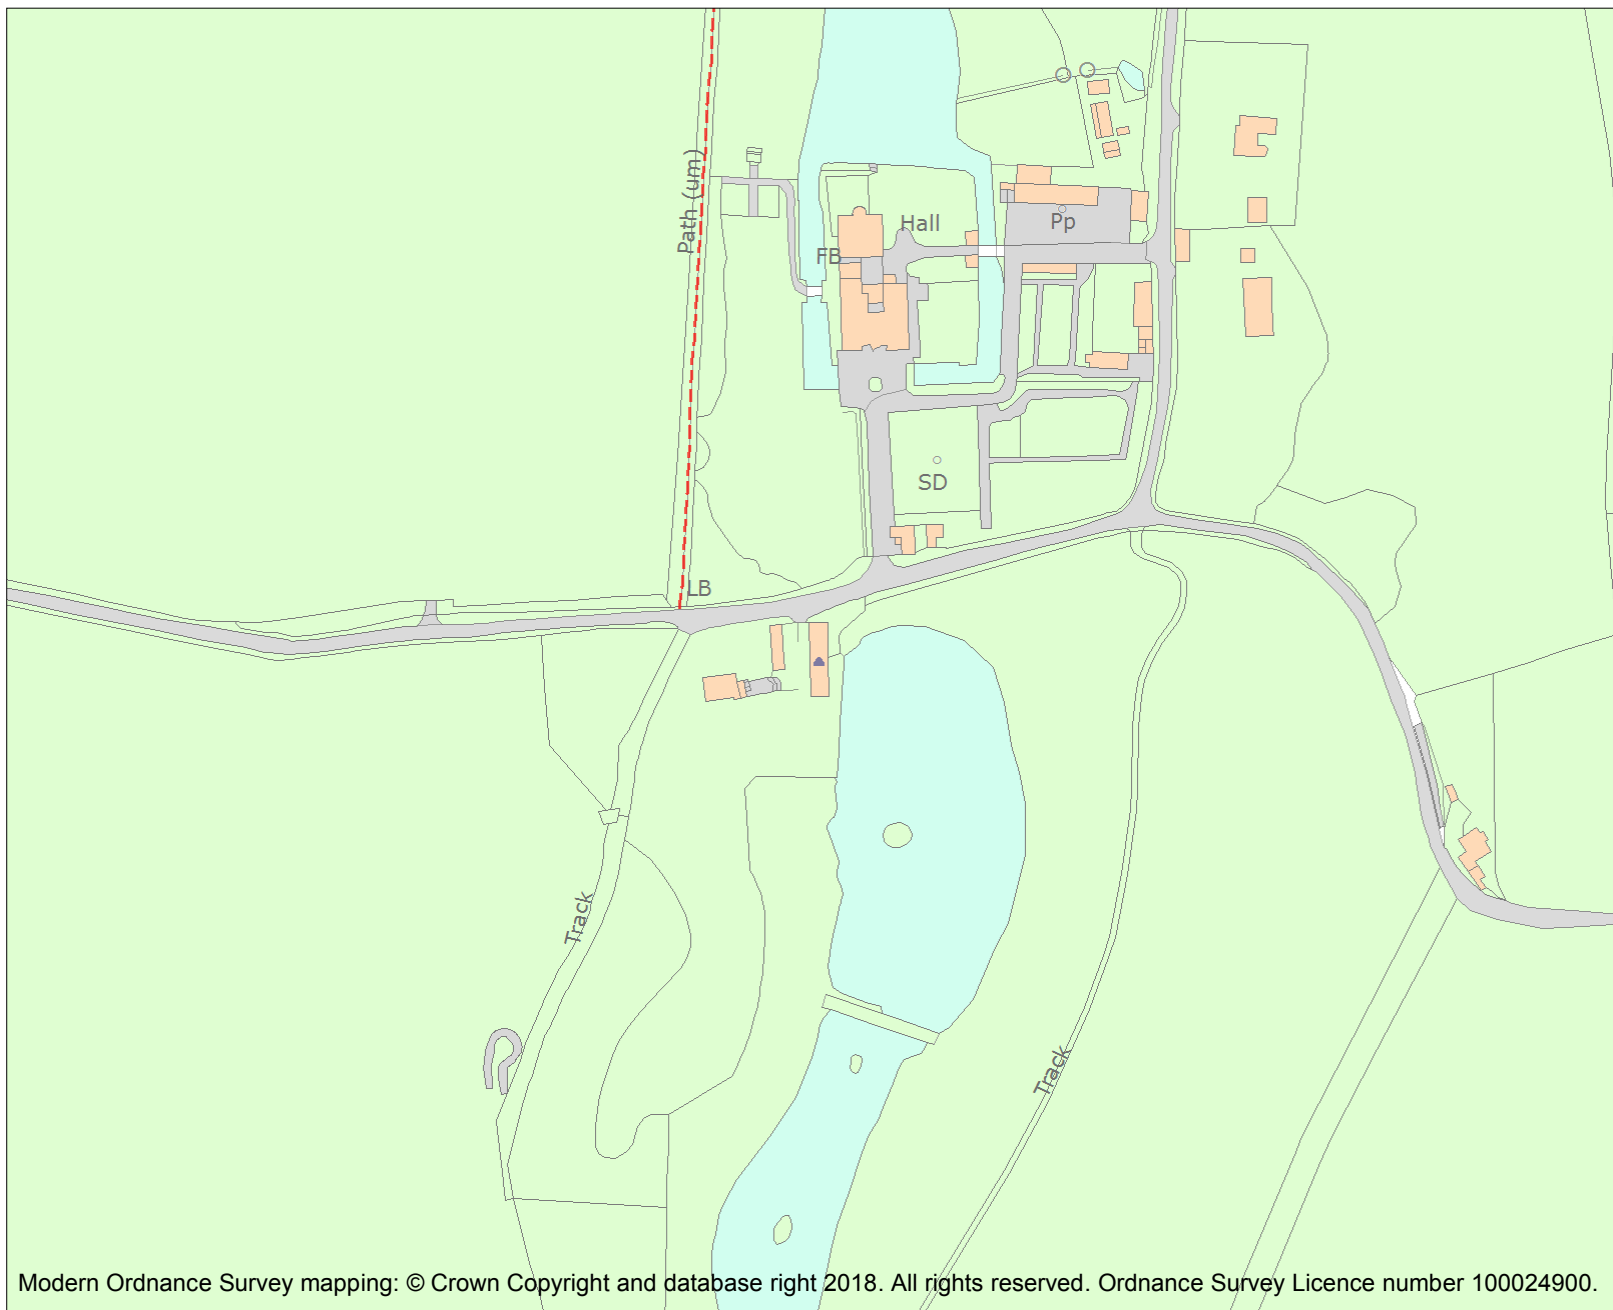 Path (um)
Hall
Pp
FB
SD
LB
Track
Track
Modern Ordnance Survey mapping: © Crown Copyright and database right 2018. All rights reserved. Ordnance Survey Licence number 100024900.